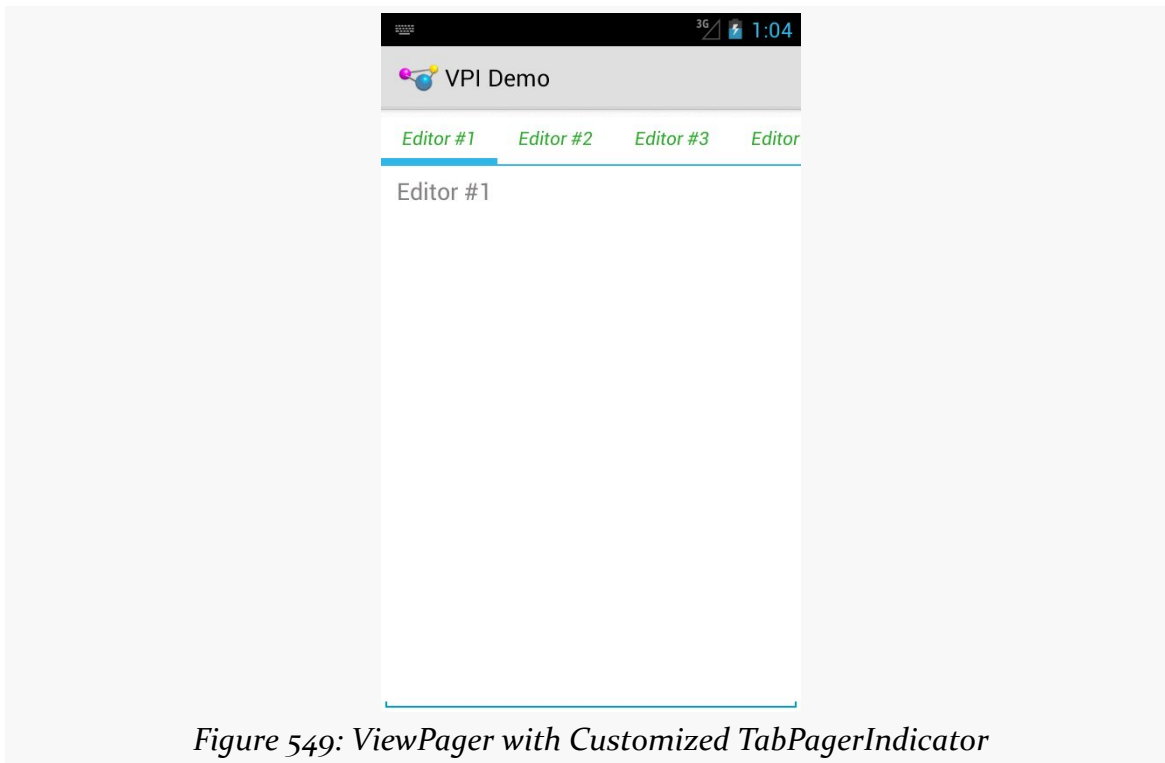 3G 1:04
VPI Demo
Editor #1 Editor #2 Editor #3 Editor
Editor #1
Figure 549: ViewPager with Customized TabPagerIndicator